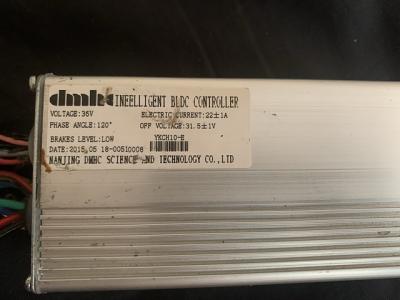 dmhc INEELLIGENT BLDC CONTROLLER
VOLTAGE:36V ELECTRIC CURRENT:22±1A
PHASE ANGLE:120° OFF VOLTAGE:31.5±1V
BRAKES LEVEL:LOW YKCH10-E
DATE:2015.05 18-00510008
NANJING DMHC SCIENCE AND TECHNOLOGY CO.,LTD